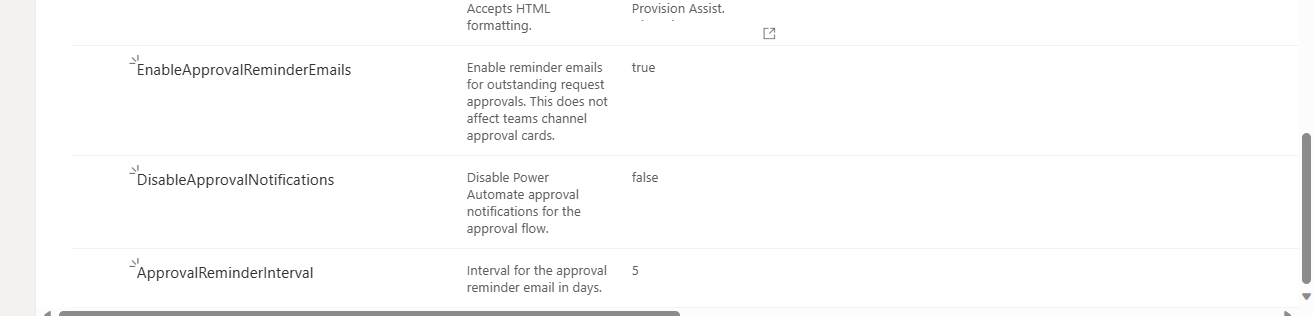 Accepts HTML
formatting.
Provision Assist.
EnableApprovalReminderEmails
Enable reminder emails
for outstanding request
approvals. This does not
affect teams channel
approval cards.
true
DisableApprovalNotifications
Disable Power
Automate approval
notifications for the
approval flow.
false
ApprovalReminderInterval
Interval for the approval
reminder email in days.
5